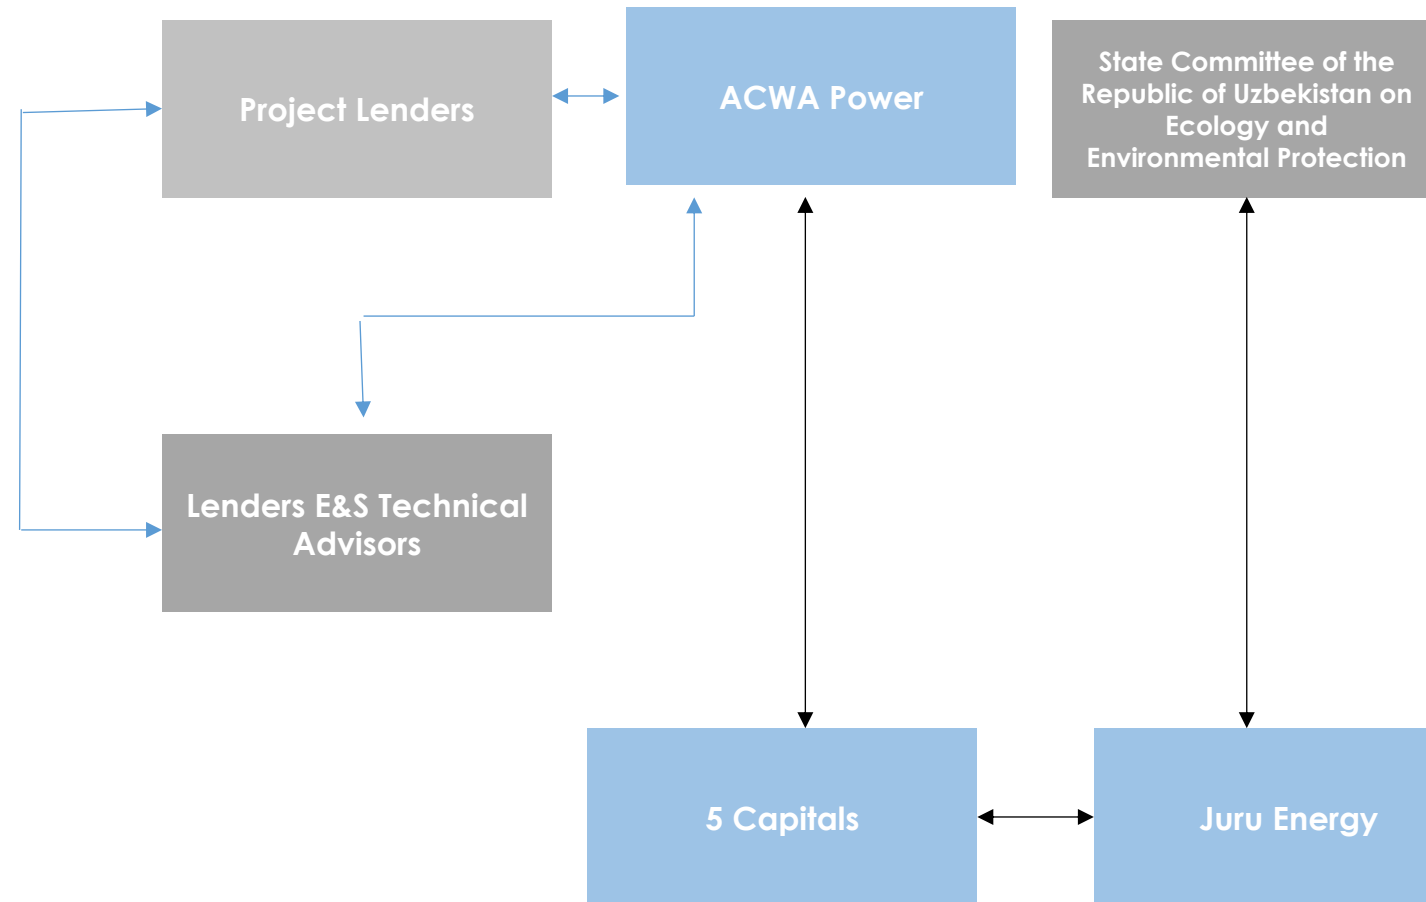 Project Lenders
ACWA Power
State Committee of the
Republic of Uzbekistan on
Ecology and
Environmental Protection
Lenders E&S Technical
Advisors
5 Capitals
Juru Energy